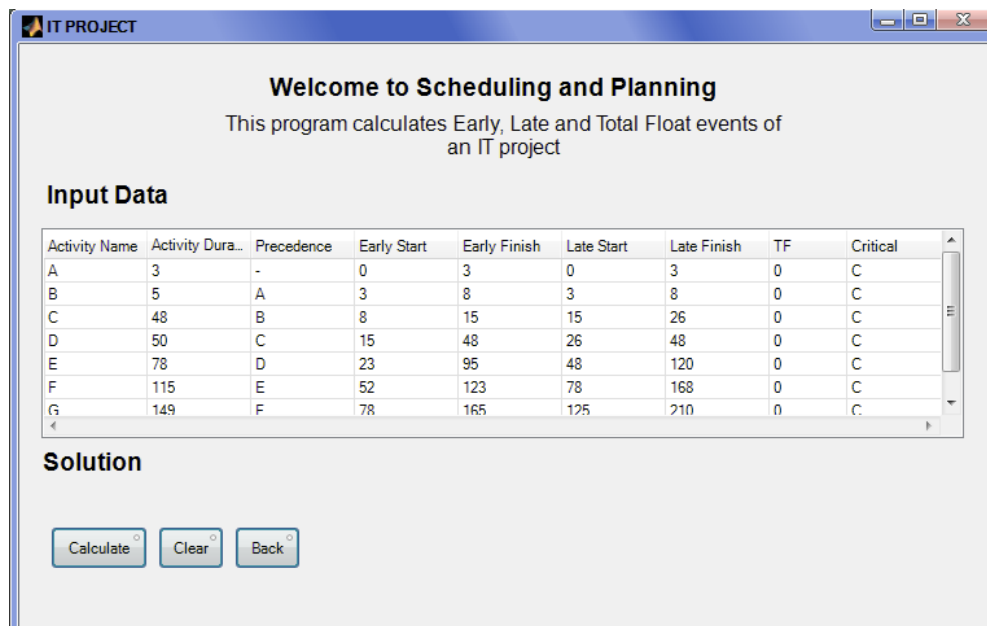 IT PROJECT
Welcome to Scheduling and Planning
This program calculates Early, Late and Total Float events of
an IT project
Input Data
Activity Name Activity Dura... Precedence Early Start Early Finish Late Start Late Finish TF Critical
A 3 - 0 3 0 3 0 C
B 5 A 3 8 3 8 0 C
C 48 B 8 15 15 26 0 C
D 50 C 15 48 26 48 0 C
E 78 D 23 95 48 120 0 C
F 115 E 52 123 78 168 0 C
G 149 F 78 165 125 210 0 C
Solution
Calculate Clear Back